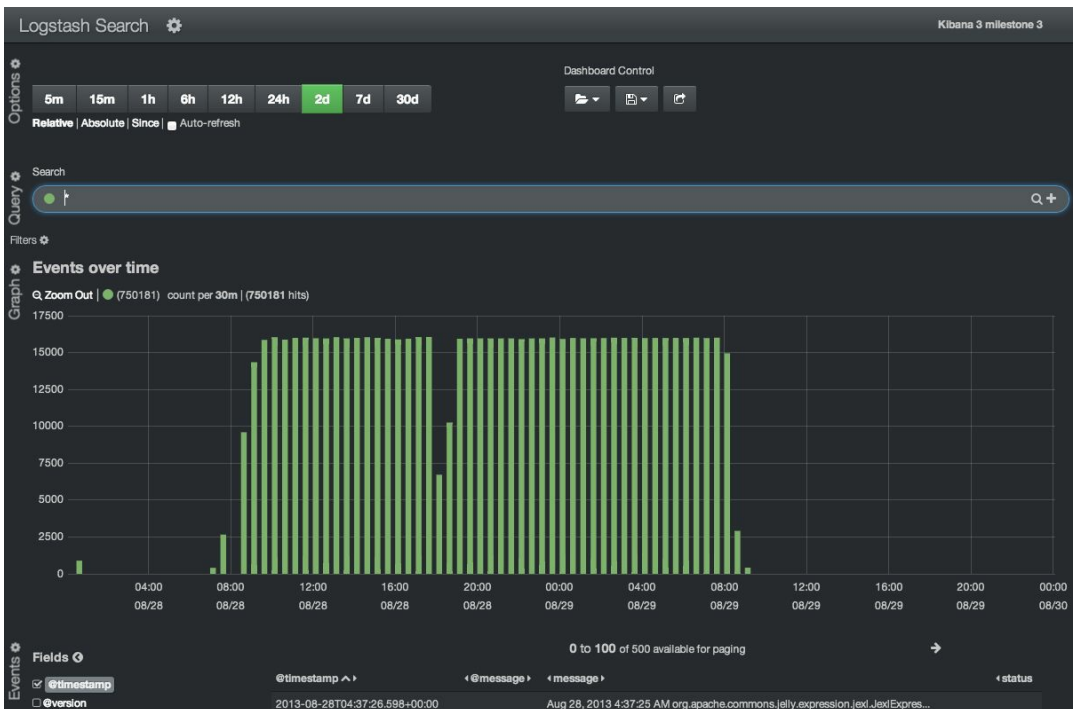 Logstash Search
Kibana 3 milestone 3
Options
Dashboard Control
5m 15m 1h 6h 12h 24h 2d 7d 30d
Relative | Absolute | Since | Auto-refresh
Query
Search
*
Filters
Graph
Events over time
Zoom Out | (750181) count per 30m | (750181 hits)
17500
15000
12500
10000
7500
5000
2500
0
04:00 08:00 12:00 16:00 20:00 00:00 04:00 08:00 12:00 16:00 20:00 00:00
08/28 08/28 08/28 08/28 08/28 08/29 08/29 08/29 08/29 08/29 08/29 08/30
Events
Fields
0 to 100 of 500 available for paging
@timestamp
@version
@timestamp @message message status
2013-08-28T04:37:26.598+00:00 Aug 28, 2013 4:37:25 AM org.apache.commons.jelly.expression.jexl.JexlExpres...